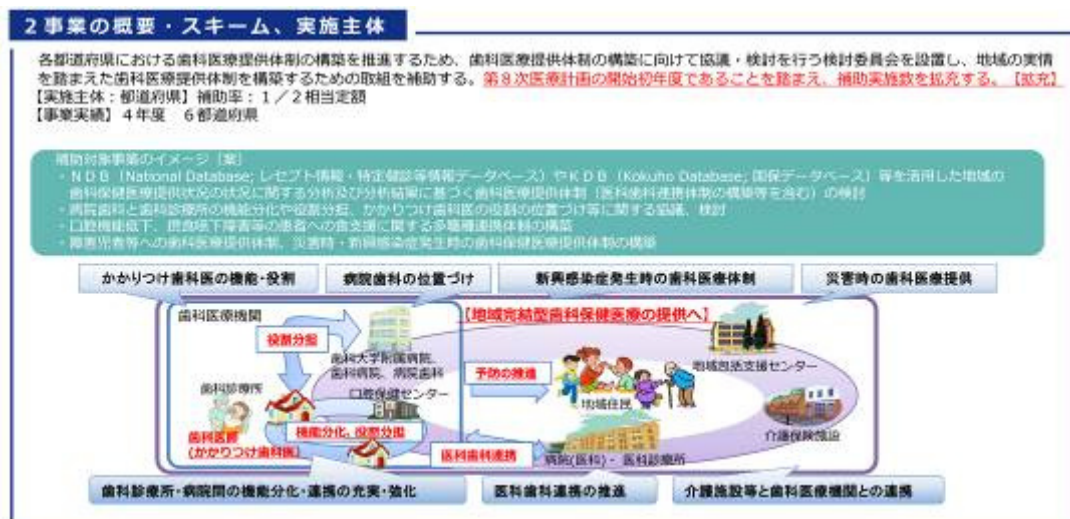 2 事業の概要・スキーム、実施主体
各都道府県における歯科医療提供体制の構築を推進するため、歯科医療提供体制の構築に向けて協議・検討を行う検討委員会を設置し、地域の実情
を踏まえた歯科医療提供体制を構築するための取組を補助する。第8次医療計画の開始初年度であることを踏まえ、補助実施数を拡充する。【拡充】
【実施主体：都道府県】補助率：1/2相当定額
【事業実績】4年度 6都道府県
補助対象事業のイメージ［案］
・NDB（National Database; レセプト情報・特定健診等情報データベース）やKDB（Kokuho Database; 国保データベース）等を活用した地域の
歯科保健医療提供状況の状況に関する分析及び分析結果に基づく歯科医療提供体制（医科歯科連携体制の構築等を含む）の検討
・病院歯科と歯科診療所の機能分化や役割分担、かかりつけ歯科医の役割の位置づけ等に関する協議、検討
・口腔機能低下、摂食嚥下障害等の患者への食支援に関する多職種連携体制の構築
・障害児者等への歯科医療提供体制、災害時・新興感染症発生時の歯科保健医療提供体制の構築
かかりつけ歯科医の機能・役割
病院歯科の位置づけ
新興感染症発生時の歯科医療体制
災害時の歯科医療提供
歯科医療機関
【地域完結型歯科保健医療の提供へ】
役割分担
歯科大学附属病院、
歯科病院、病院歯科
予防の推進
地域包括支援センター
歯科診療所
口腔保健センター
地域住民
歯科医師
(かかりつけ歯科医)
機能分化、役割分担
医科歯科連携
病院(医科)・医科診療所
介護保険施設
歯科診療所・病院間の機能分化・連携の充実・強化
医科歯科連携の推進
介護施設等と歯科医療機関との連携